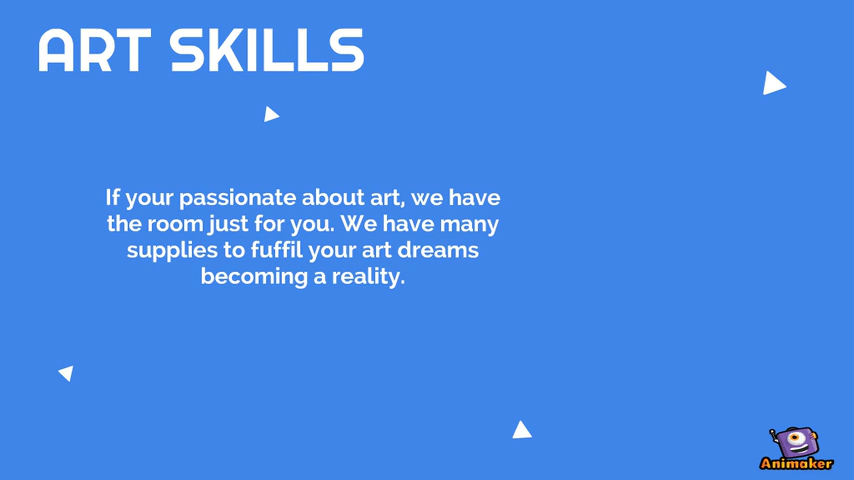 ART SKILLS
If your passionate about art, we have
the room just for you. We have many
supplies to fuffil your art dreams
becoming a reality.
Animaker